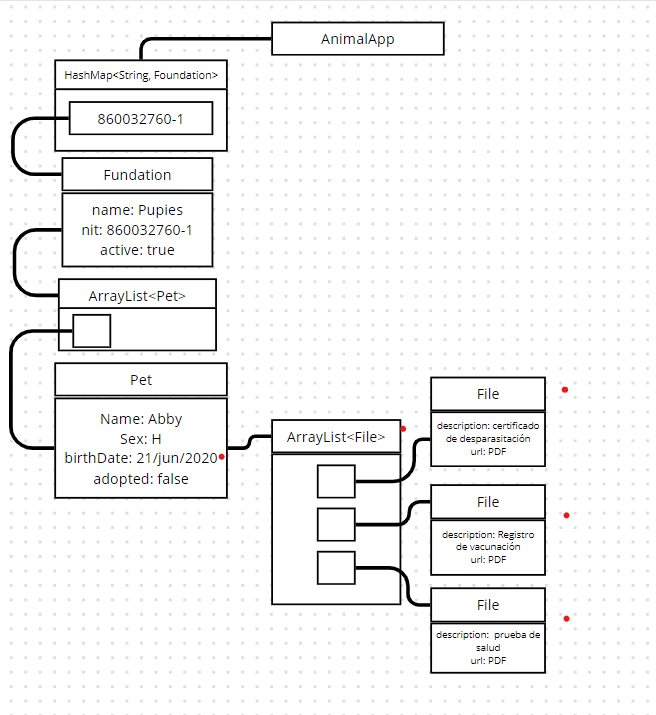 AnimalApp
HashMap<String, Foundation>
860032760-1
Fundation
name: Pupies
nit: 860032760-1
active: true
ArrayList<Pet>
Pet
Name: Abby
Sex: H
birthDate: 21/jun/2020
adopted: false
ArrayList<File>
File
description: certificado
de desparasitación
url: PDF
File
description: Registro
de vacunación
url: PDF
File
description: prueba de
salud
url: PDF